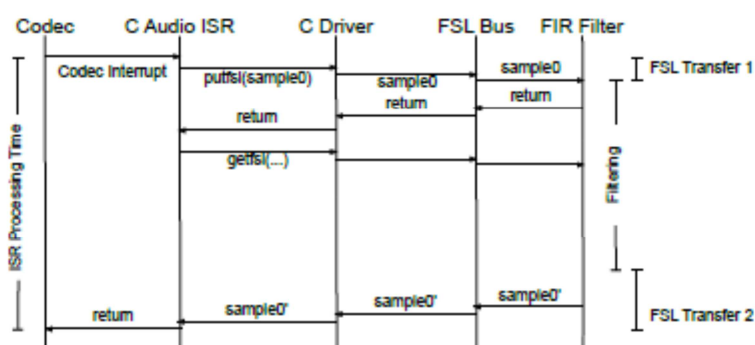 Codec C Audio ISR C Driver FSL Bus FIR Filter
Codec Interrupt
putfsl(sample0)
sample0
sample0
FSL Transfer 1
return
return
return
getfsl(...)
ISR Processing Time
Filtering
return
sample0'
sample0'
sample0'
FSL Transfer 2